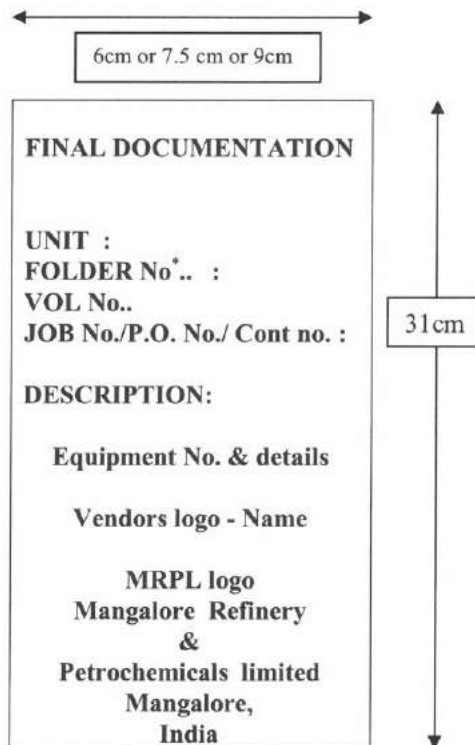 6cm or 7.5 cm or 9cm
FINAL DOCUMENTATION
UNIT :
FOLDER No*.. :
VOL No..
JOB No./P.O. No./ Cont no. :
31cm
DESCRIPTION:
Equipment No. & details
Vendors logo - Name
MRPL logo
Mangalore Refinery
&
Petrochemicals limited
Mangalore,
India